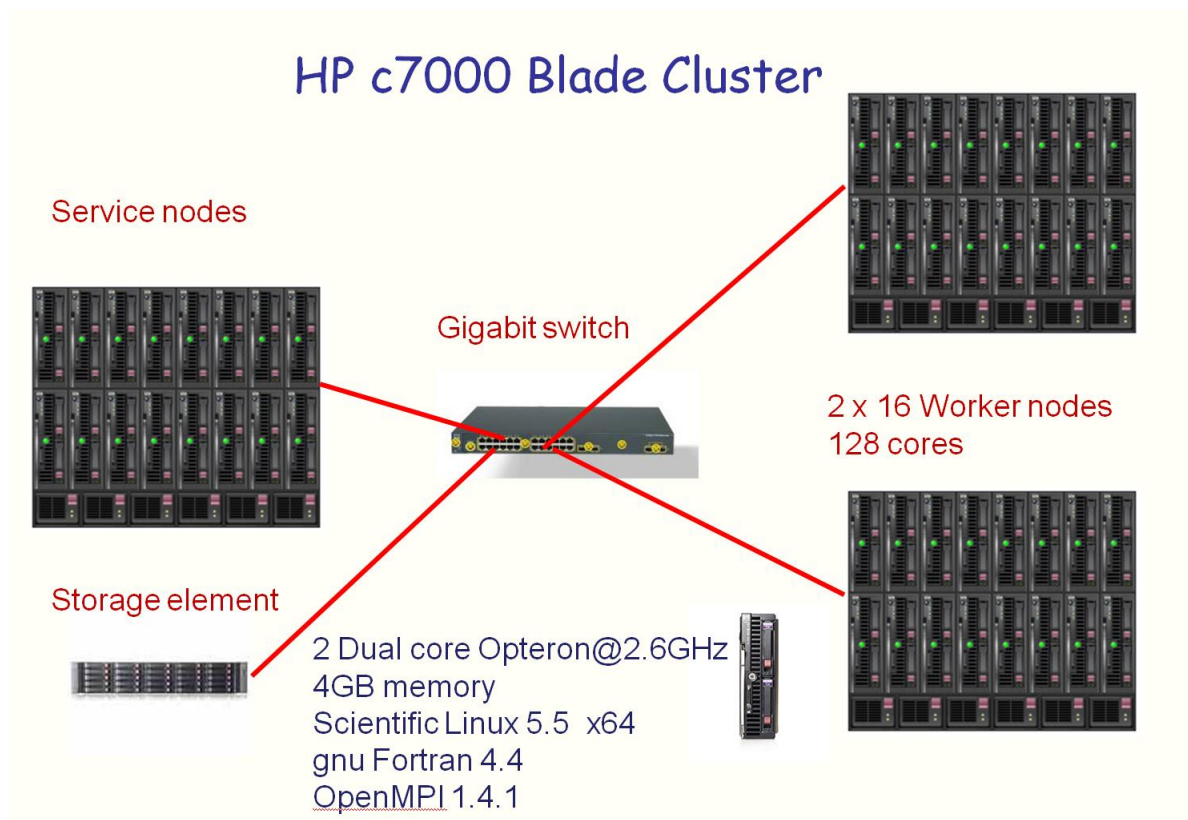 HP c7000 Blade Cluster
Service nodes
Gigabit switch
2 x 16 Worker nodes
128 cores
Storage element
2 Dual core Opteron@2.6GHz
4GB memory
Scientific Linux 5.5 x64
gnu Fortran 4.4
OpenMPI 1.4.1